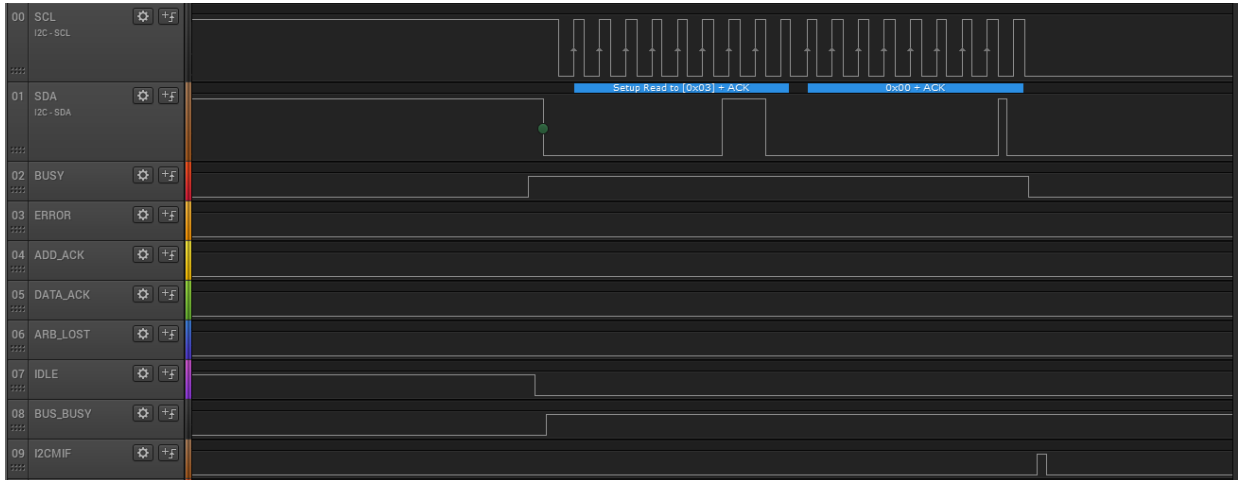 00 SCL
I2C - SCL
01 SDA
I2C - SDA
Setup Read to [0x03] + ACK
0x00 + ACK
02 BUSY
03 ERROR
04 ADD_ACK
05 DATA_ACK
06 ARB_LOST
07 IDLE
08 BUS_BUSY
09 I2CMIF